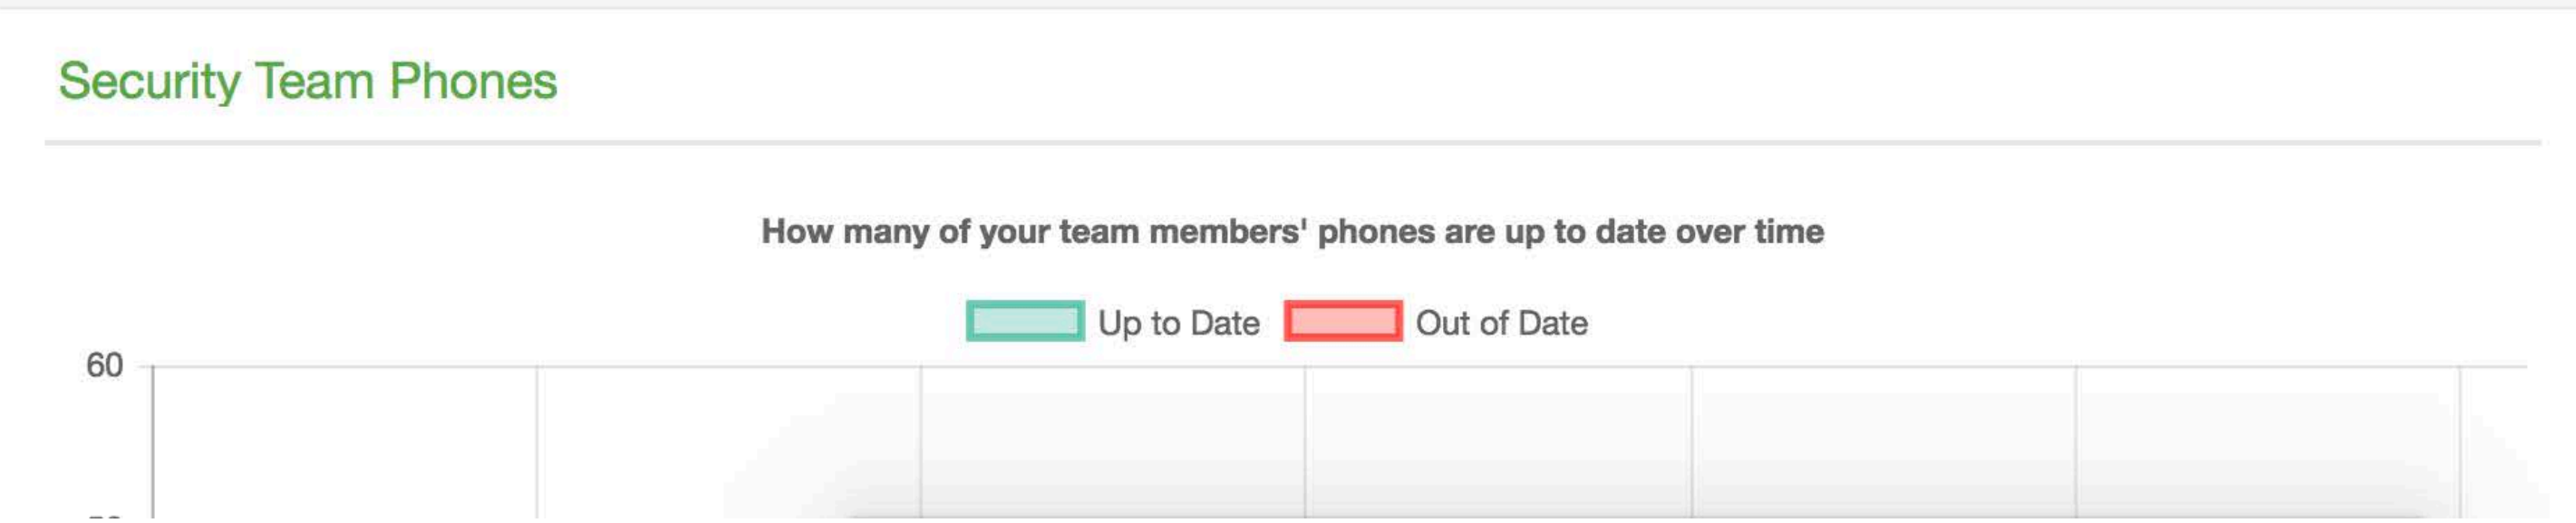 Security Team Phones
How many of your team members' phones are up to date over time
Up to Date Out of Date
60